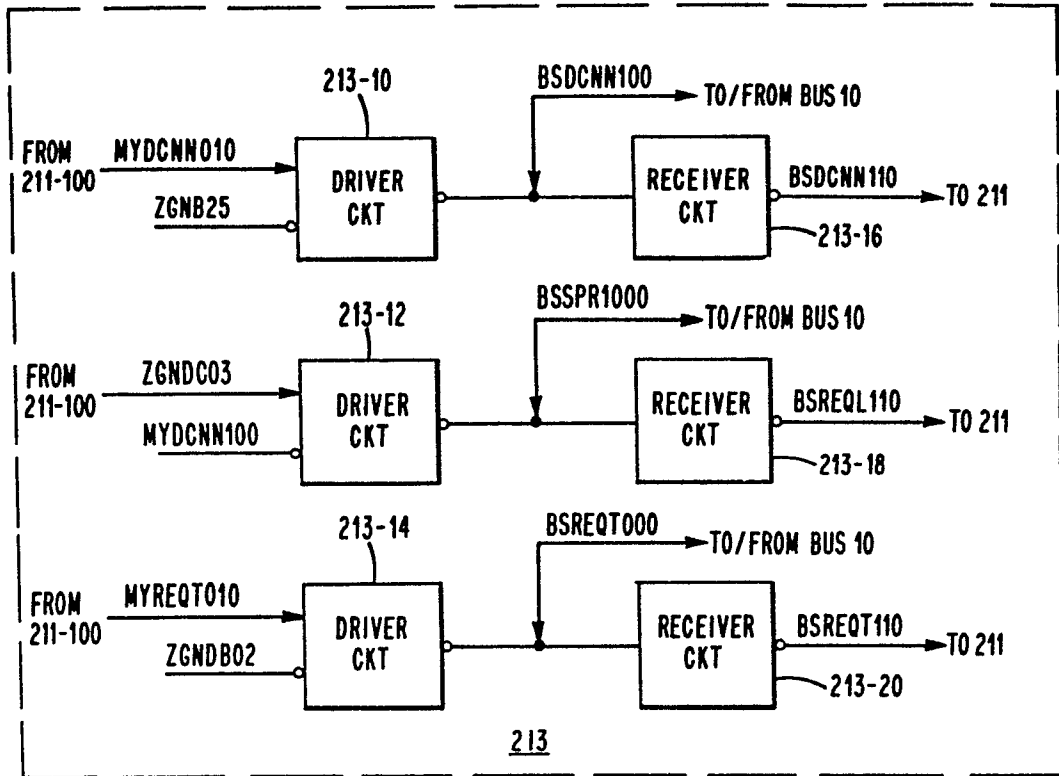 213-10
BSDCNN100
TO/FROM BUS 10
FROM
211-100
MYDCNN010
ZGNB25
DRIVER
CKT
RECEIVER
CKT
BSDCNN110
TO 211
213-16
213-12
BSSPR1000
TO/FROM BUS 10
FROM
211-100
ZGNDC03
MYDCNN100
DRIVER
CKT
RECEIVER
CKT
BSREQL110
TO 211
213-18
213-14
BSREQT000
TO/FROM BUS 10
FROM
211-100
MYREQT010
ZGNDB02
DRIVER
CKT
RECEIVER
CKT
BSREQT110
TO 211
213-20
213